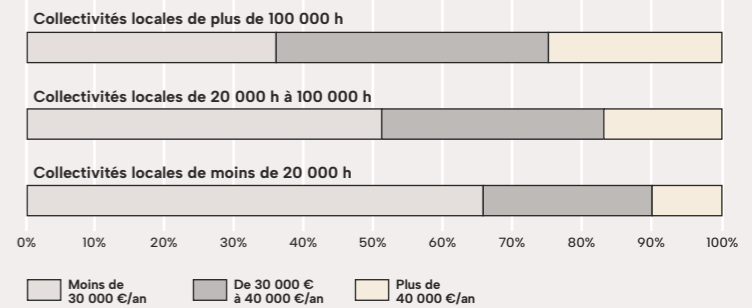 Collectivités locales de plus de 100 000 h
Collectivités locales de 20 000 h à 100 000 h
Collectivités locales de moins de 20 000 h
0% 10% 20% 30% 40% 50% 60% 70% 80% 90% 100%
Moins de
30 000 €/an
De 30 000 €
à 40 000 €/an
Plus de
40 000 €/an